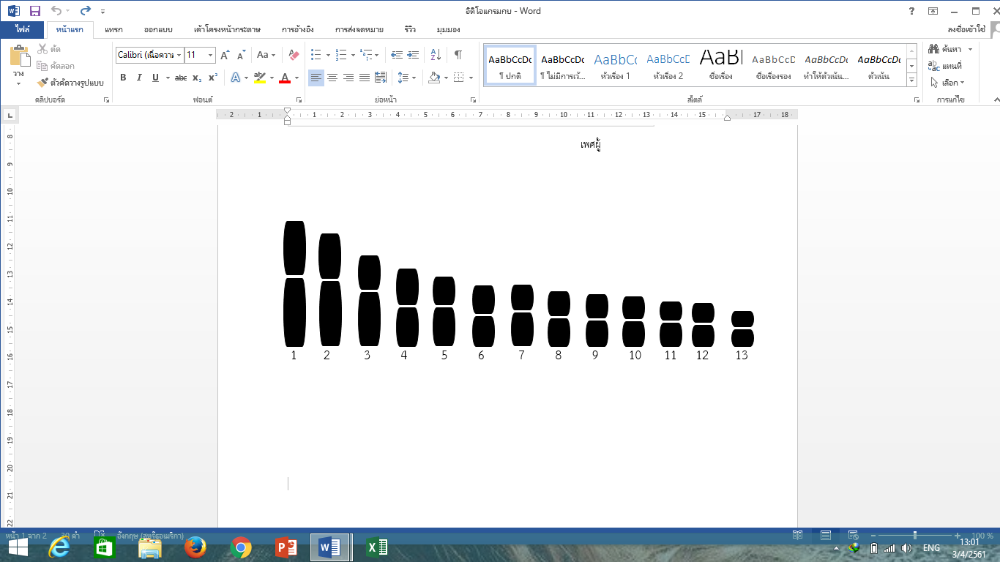 อิดิโอแกรมกบ - Word
ไฟล์ หน้าแรก แทรก ออกแบบ เค้าโครงหน้ากระดาษ การอ้างอิง การส่งจดหมาย รีวิว มุมมอง ลงชื่อเข้าใช้
วาง
ตัด
คัดลอก
ตัวคัดวางรูปแบบ
คลิปบอร์ด
Calibri (เนื้อความ 11
B I U abc x₂ x²
ฟอนต์
ย่อหน้า
AaBbCcDc AaBbCcDc AaBbC AaBbCcC AaB AaBbCcD AaBbCcDc AaBbCcDc
¶ ปกติ ¶ ไม่มีการเว้... หัวเรื่อง 1 หัวเรื่อง 2 ชื่อเรื่อง ชื่อเรื่องรอง ทำให้ตัวเน้น... ตัวเน้น
สไตล์
ค้นหา
แทนที่
เลือก
การแก้ไข
2 1 1 2 3 4 5 6 7 8 9 10 11 12 13 14 15 17 18
8
9
10
11
12
13
14
15
16
17
18
19
20
21
22
เพศผู้
1 2 3 4 5 6 7 8 9 10 11 12 13
หน้า 1 จาก 2 30 คำ อังกฤษ (สหรัฐอเมริกา) 100 %
ENG
13:01
3/4/2561